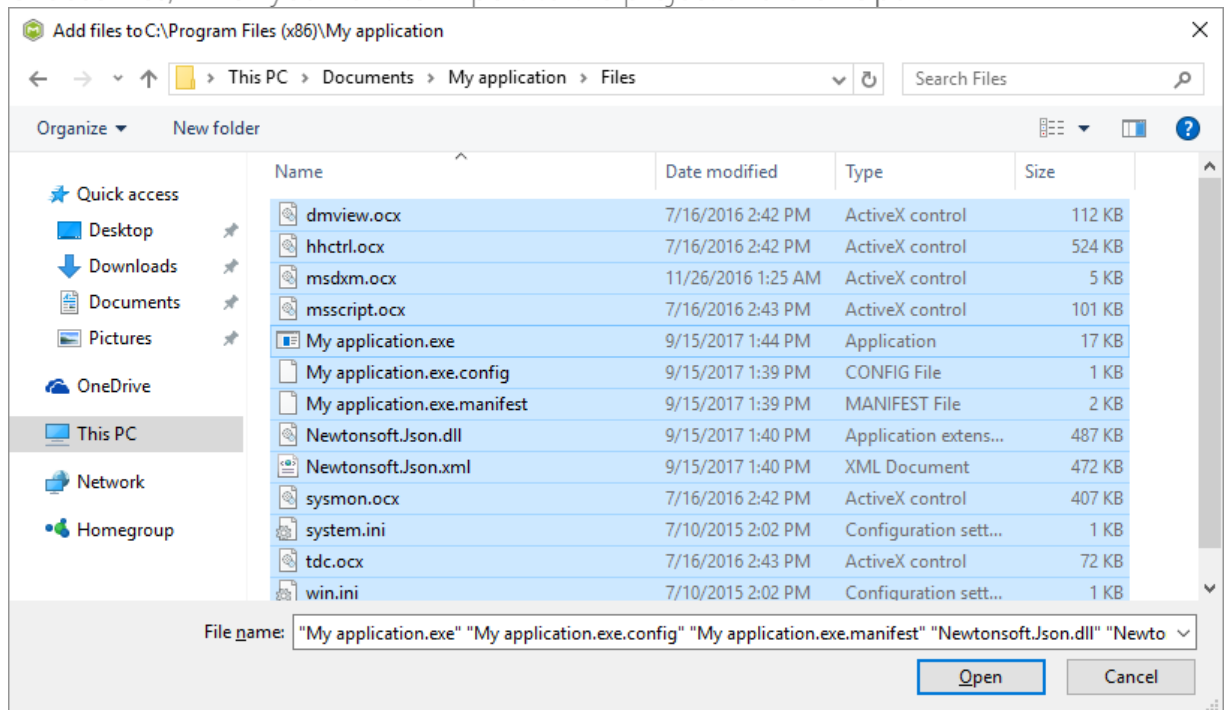 Add files to C:\Program Files (x86)\My application
This PC > Documents > My application > Files
Search Files
Organize
New folder
?
Name Date modified Type Size
Quick access
Desktop
Downloads
Documents
Pictures
OneDrive
This PC
Network
Homegroup
dmview.ocx 7/16/2016 2:42 PM ActiveX control 112 KB
hhctrl.ocx 7/16/2016 2:42 PM ActiveX control 524 KB
msdxm.ocx 11/26/2016 1:25 AM ActiveX control 5 KB
msscript.ocx 7/16/2016 2:43 PM ActiveX control 101 KB
My application.exe 9/15/2017 1:44 PM Application 17 KB
My application.exe.config 9/15/2017 1:39 PM CONFIG File 1 KB
My application.exe.manifest 9/15/2017 1:39 PM MANIFEST File 2 KB
Newtonsoft.Json.dll 9/15/2017 1:40 PM Application extens... 487 KB
Newtonsoft.Json.xml 9/15/2017 1:40 PM XML Document 472 KB
sysmon.ocx 7/16/2016 2:42 PM ActiveX control 407 KB
system.ini 7/10/2015 2:02 PM Configuration sett... 1 KB
tdc.ocx 7/16/2016 2:43 PM ActiveX control 72 KB
win.ini 7/10/2015 2:02 PM Configuration sett... 1 KB
File name: "My application.exe" "My application.exe.config" "My application.exe.manifest" "Newtonsoft.Json.dll" "Newto
Open
Cancel